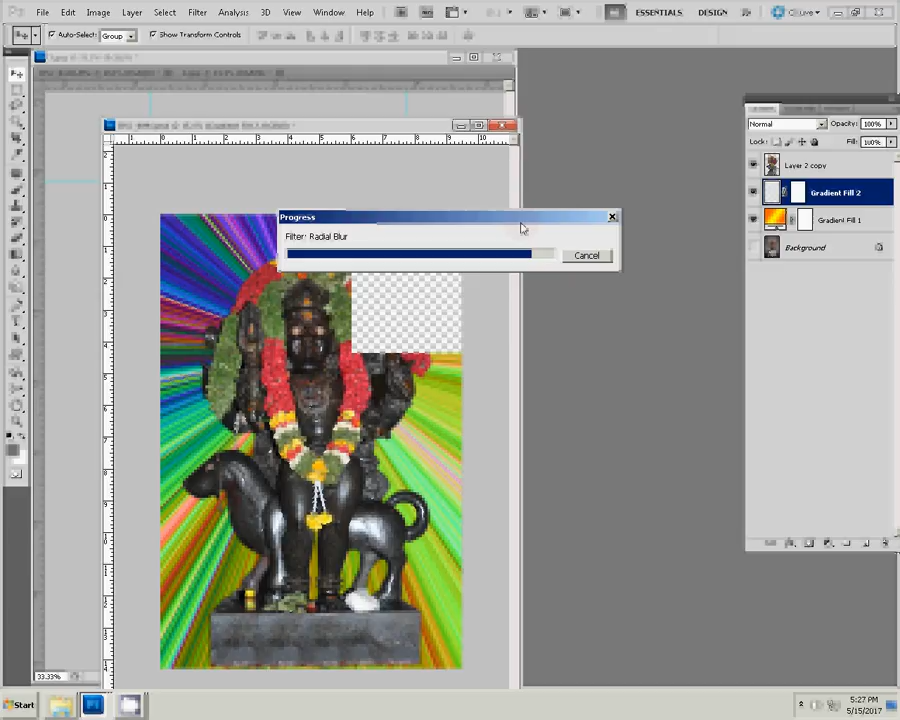 Ps File Edit Image Layer Select Filter Analysis 3D View Window Help ESSENTIALS DESIGN
Auto-Select: Group Show Transform Controls
Progress
Filter: Radial Blur
Cancel
Normal Opacity: 100%
Lock: Fill: 100%
Layer 2 copy
Gradient Fill 2
Gradient Fill 1
Background
33.33%
Start
5:27 PM
5/15/2017